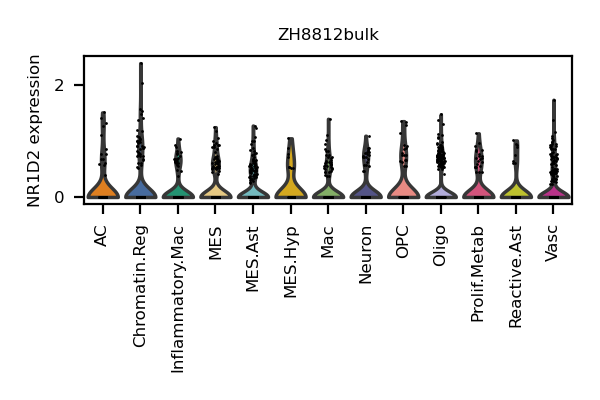 ZH8812bulk
NR1D2 expression
2
0
AC
Chromatin.Reg
Inflammatory.Mac
MES
MES.Ast
MES.Hyp
Mac
Neuron
OPC
Oligo
Prolif.Metab
Reactive.Ast
Vasc